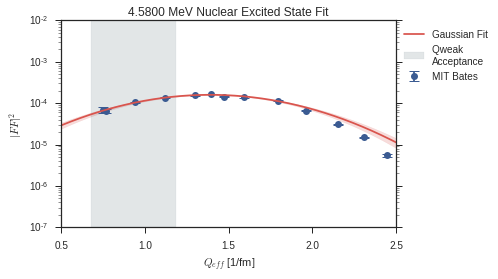 4.5800 MeV Nuclear Excited State Fit
10^-2
10^-3
10^-4
10^-5
10^-6
10^-7
|FF|^2
0.5 1.0 1.5 2.0 2.5
Q_eff [1/fm]
Gaussian Fit
Qweak
Acceptance
MIT Bates